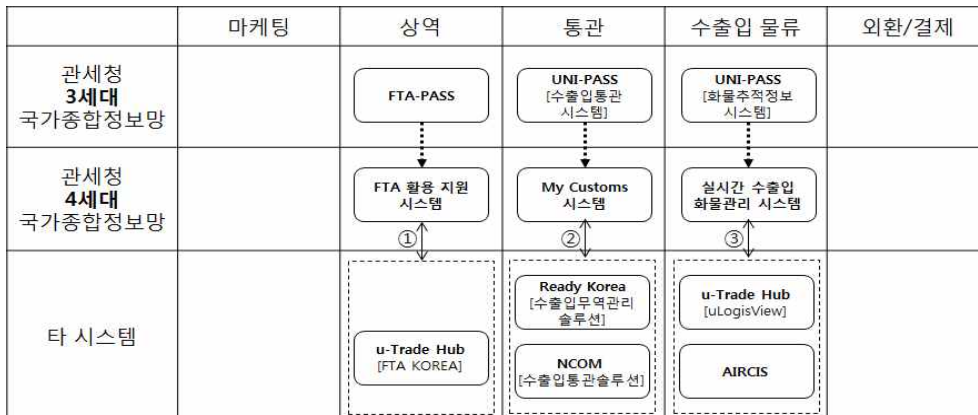 마케팅
상역
통관
수출입 물류
외환/결제
관세청
3세대
국가종합정보망
FTA-PASS
UNI-PASS
[수출입통관
시스템]
UNI-PASS
[화물추적정보
시스템]
관세청
4세대
국가종합정보망
FTA 활용 지원
시스템
My Customs
시스템
실시간 수출입
화물관리 시스템
①
②
③
타 시스템
u-Trade Hub
[FTA KOREA]
Ready Korea
[수출입무역관리
솔루션]
NCOM
[수출입통관솔루션]
u-Trade Hub
[uLogisView]
AIRCIS